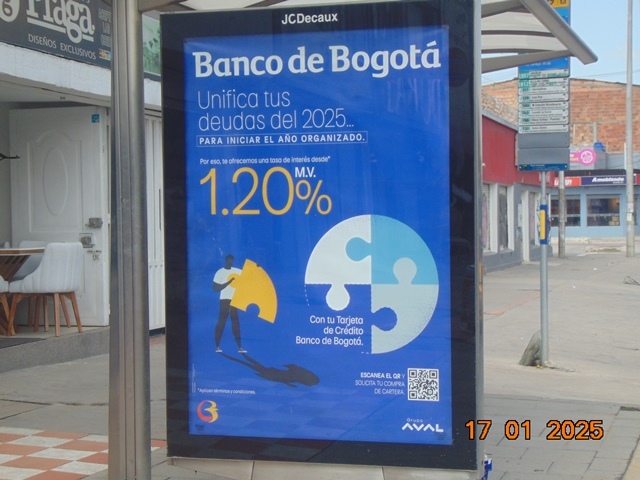 JCDecaux
Banco de Bogotá
Unifica tus
deudas del 2025...
PARA INICIAR EL AÑO ORGANIZADO.
Por eso, te ofrecemos una tasa de interés desde*
1.20%
M.V.
Con tu Tarjeta
de Crédito
Banco de Bogotá.
ESCANEA EL QR Y
SOLICITA TU COMPRA
DE CARTERA.
*Aplican términos y condiciones.
Grupo
AVAL
Praga
DISEÑOS EXCLUSIVOS
17 01 2025